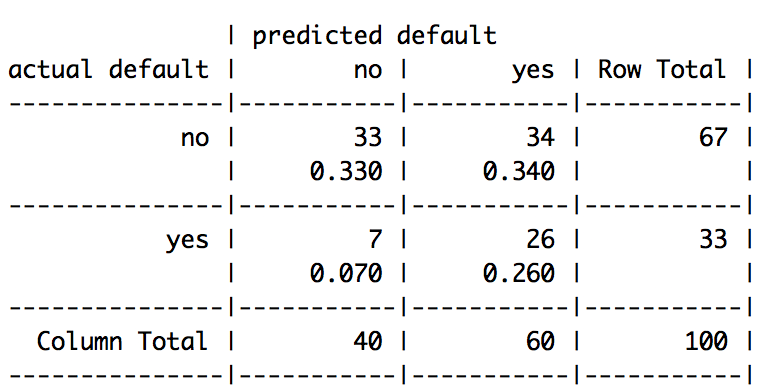 | predicted default
actual default |        no |       yes | Row Total |
---------------|-----------|-----------|-----------|
            no |        33 |        34 |        67 |
               |     0.330 |     0.340 |           |
---------------|-----------|-----------|-----------|
           yes |         7 |        26 |        33 |
               |     0.070 |     0.260 |           |
---------------|-----------|-----------|-----------|
  Column Total |        40 |        60 |       100 |
---------------|-----------|-----------|-----------|